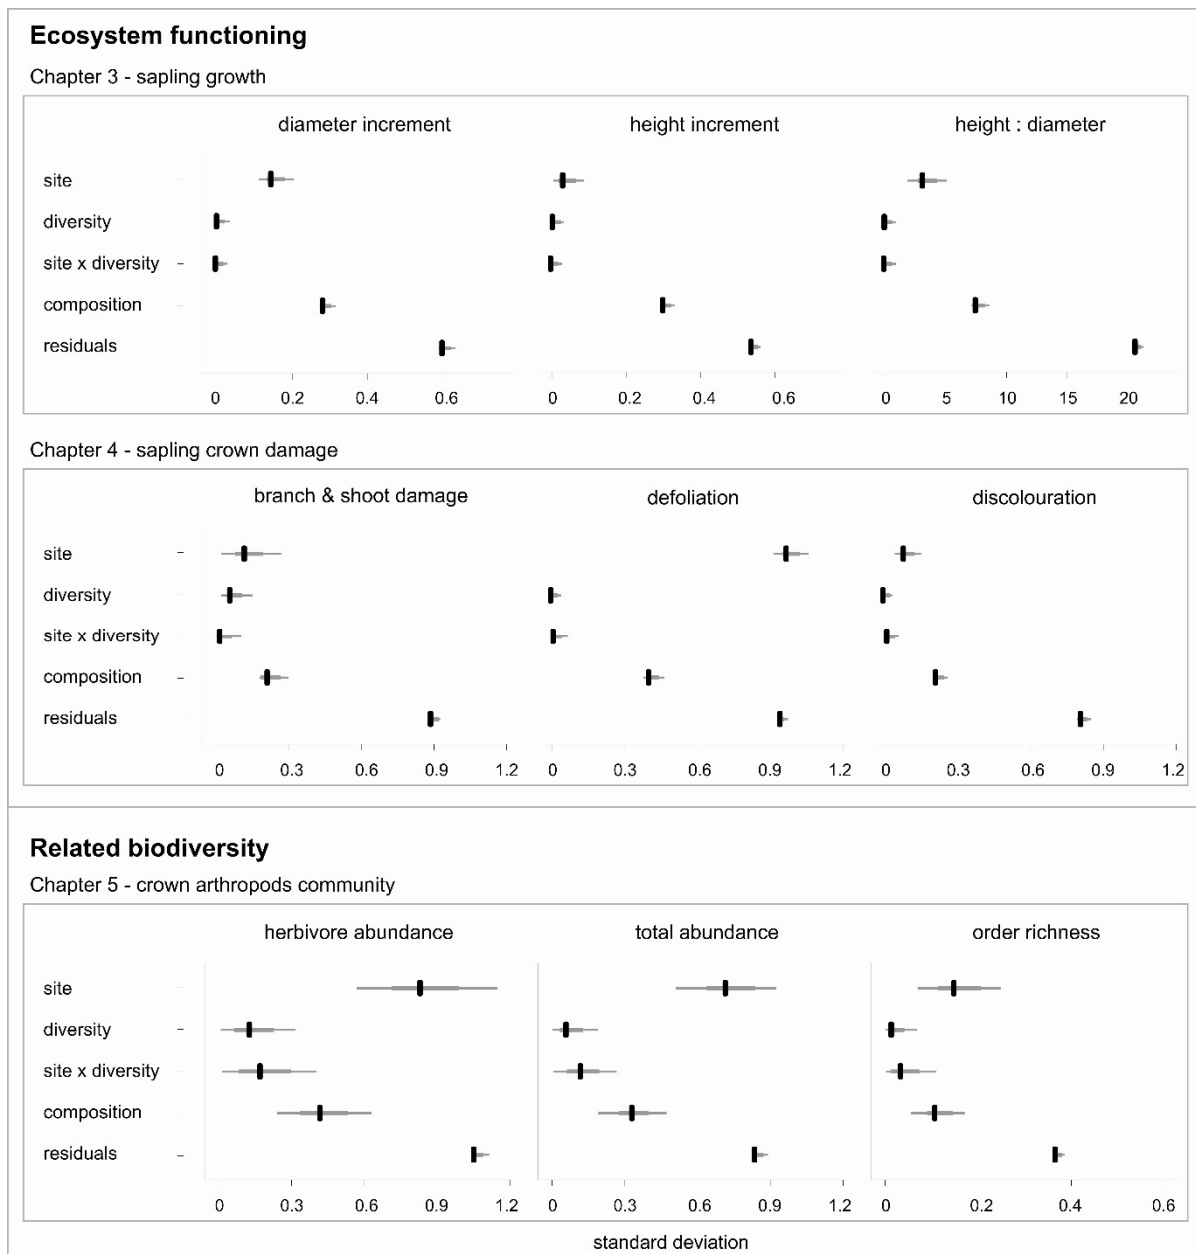 Ecosystem functioning
Chapter 3 - sapling growth
diameter increment height increment height : diameter
site
diversity
site x diversity
composition
residuals
0 0.2 0.4 0.6 0 0.2 0.4 0.6 0 5 10 15 20
Chapter 4 - sapling crown damage
branch & shoot damage defoliation discolouration
site
diversity
site x diversity
composition
residuals
0 0.3 0.6 0.9 1.2 0 0.3 0.6 0.9 1.2 0 0.3 0.6 0.9 1.2
Related biodiversity
Chapter 5 - crown arthropods community
herbivore abundance total abundance order richness
site
diversity
site x diversity
composition
residuals
0 0.3 0.6 0.9 1.2 0 0.3 0.6 0.9 1.2 0 0.2 0.4 0.6
standard deviation